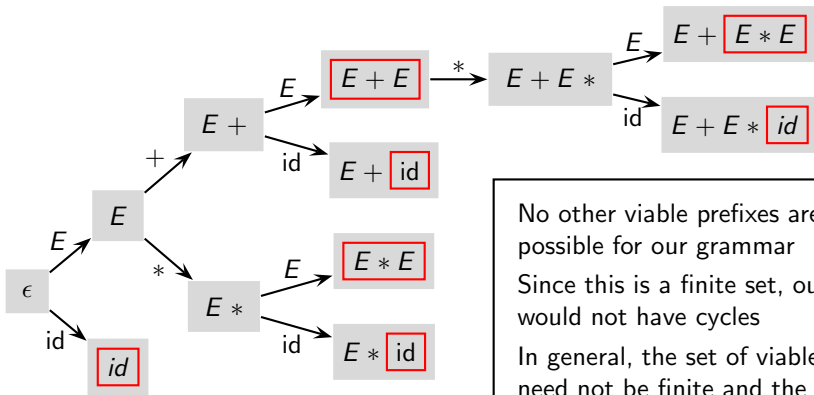 E
E + E * E
E
E + E
*
E + E *
E +
id
E + E * id
+
id
E + id
E
No other viable prefixes are
possible for our grammar
E
*
E
E * E
Since this is a finite set, ou
would not have cycles
ϵ
E *
id
id
id
E * id
In general, the set of viable
need not be finite and the